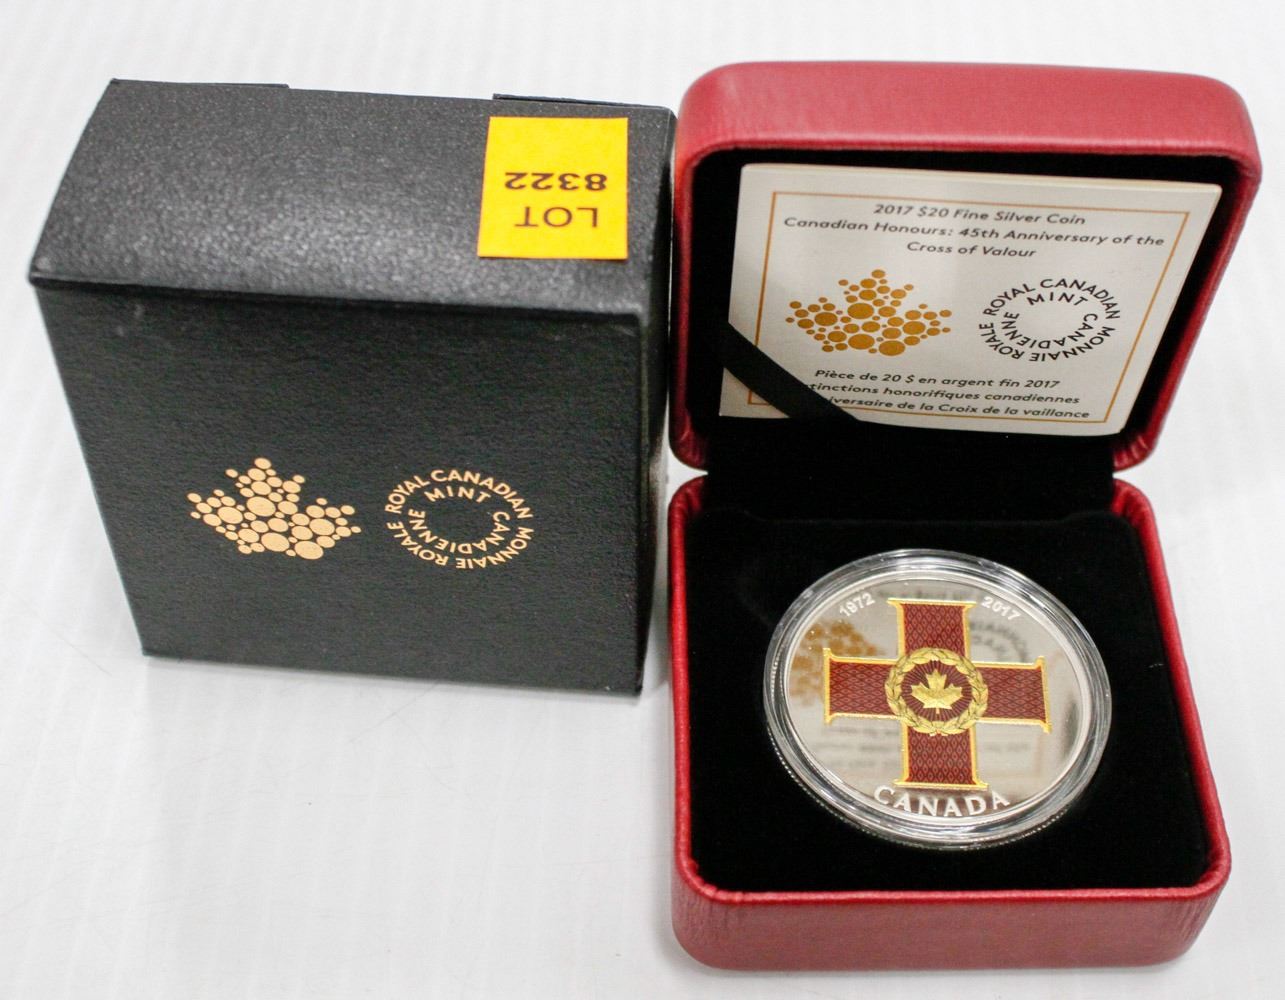 LOT
8322
ROYAL CANADIAN MINT
MONNAIE ROYALE CANADIENNE
2017 $20 Fine Silver Coin
Canadian Honours: 45th Anniversary of the
Cross of Valour
ROYAL CANADIAN MINT
MONNAIE ROYALE CANADIENNE
Pièce de 20 $ en argent fin 2017
honorifiques canadiennes
de la Croix de la vaillance
1972 2017
CANADA